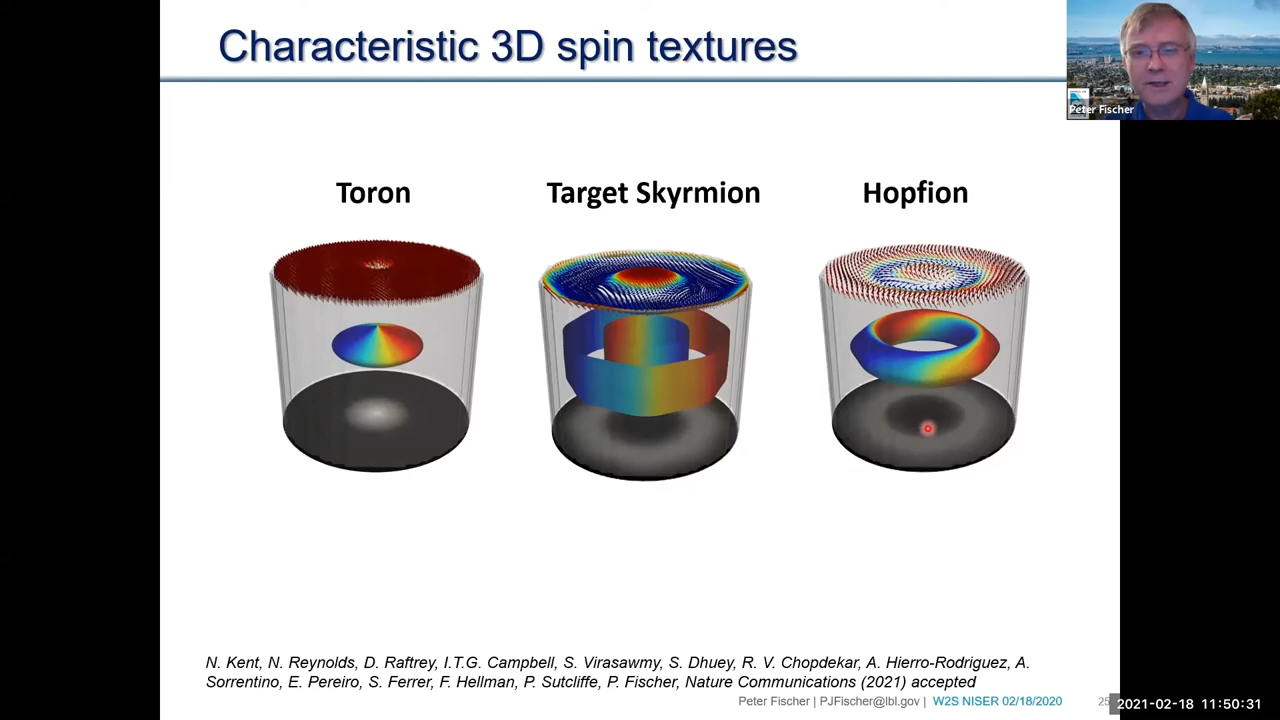 Characteristic 3D spin textures
Peter Fischer
Toron
Target Skyrmion
Hopfion
N. Kent, N. Reynolds, D. Raftrey, I.T.G. Campbell, S. Virasawmy, S. Dhuey, R. V. Chopdekar, A. Hierro-Rodriguez, A.
Sorrentino, E. Pereiro, S. Ferrer, F. Hellman, P. Sutcliffe, P. Fischer, Nature Communications (2021) accepted
Peter Fischer | PJFischer@lbl.gov | W2S NISER 02/18/2020
25
2021-02-18 11:50:31